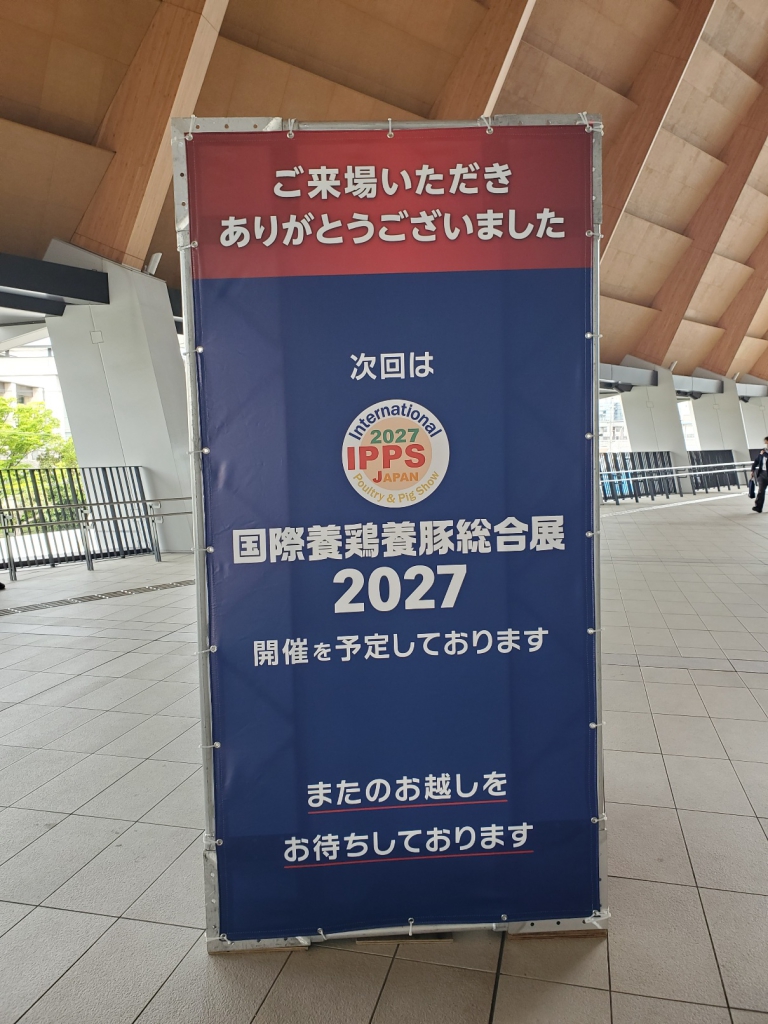 ご来場いただき
ありがとうございました
次回は
International
2027
IPPS
JAPAN
Poultry & Pig Show
国際養鶏養豚総合展
2027
開催を予定しております
またのお越しを
お待ちしております